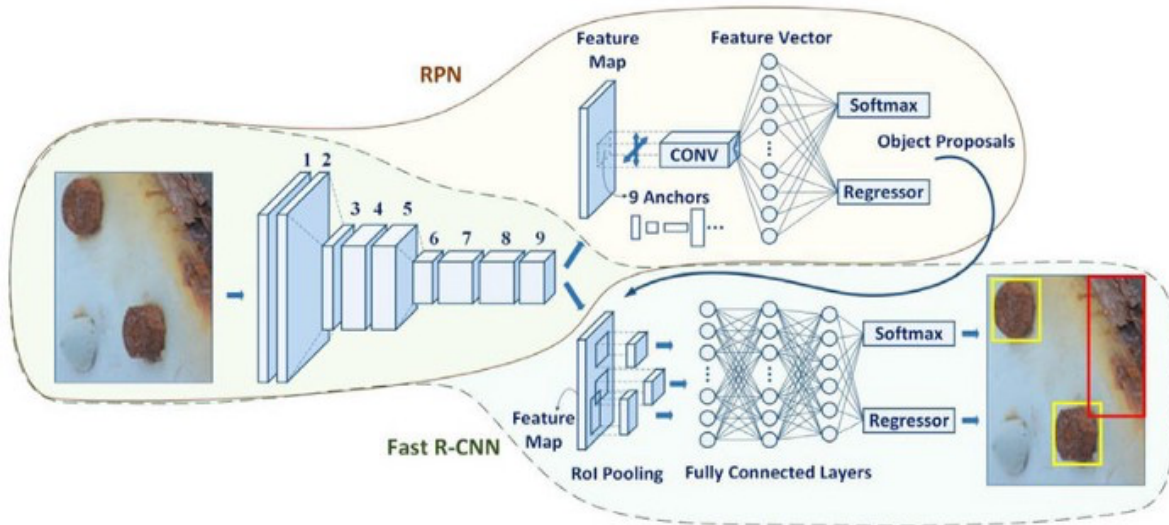 RPN
Feature
Map
Feature Vector
Softmax
CONV
Object Proposals
9 Anchors
Regressor
1 2
3 4 5
6 7 8 9
Softmax
Regressor
Feature
Map
Fast R-CNN
RoI Pooling
Fully Connected Layers